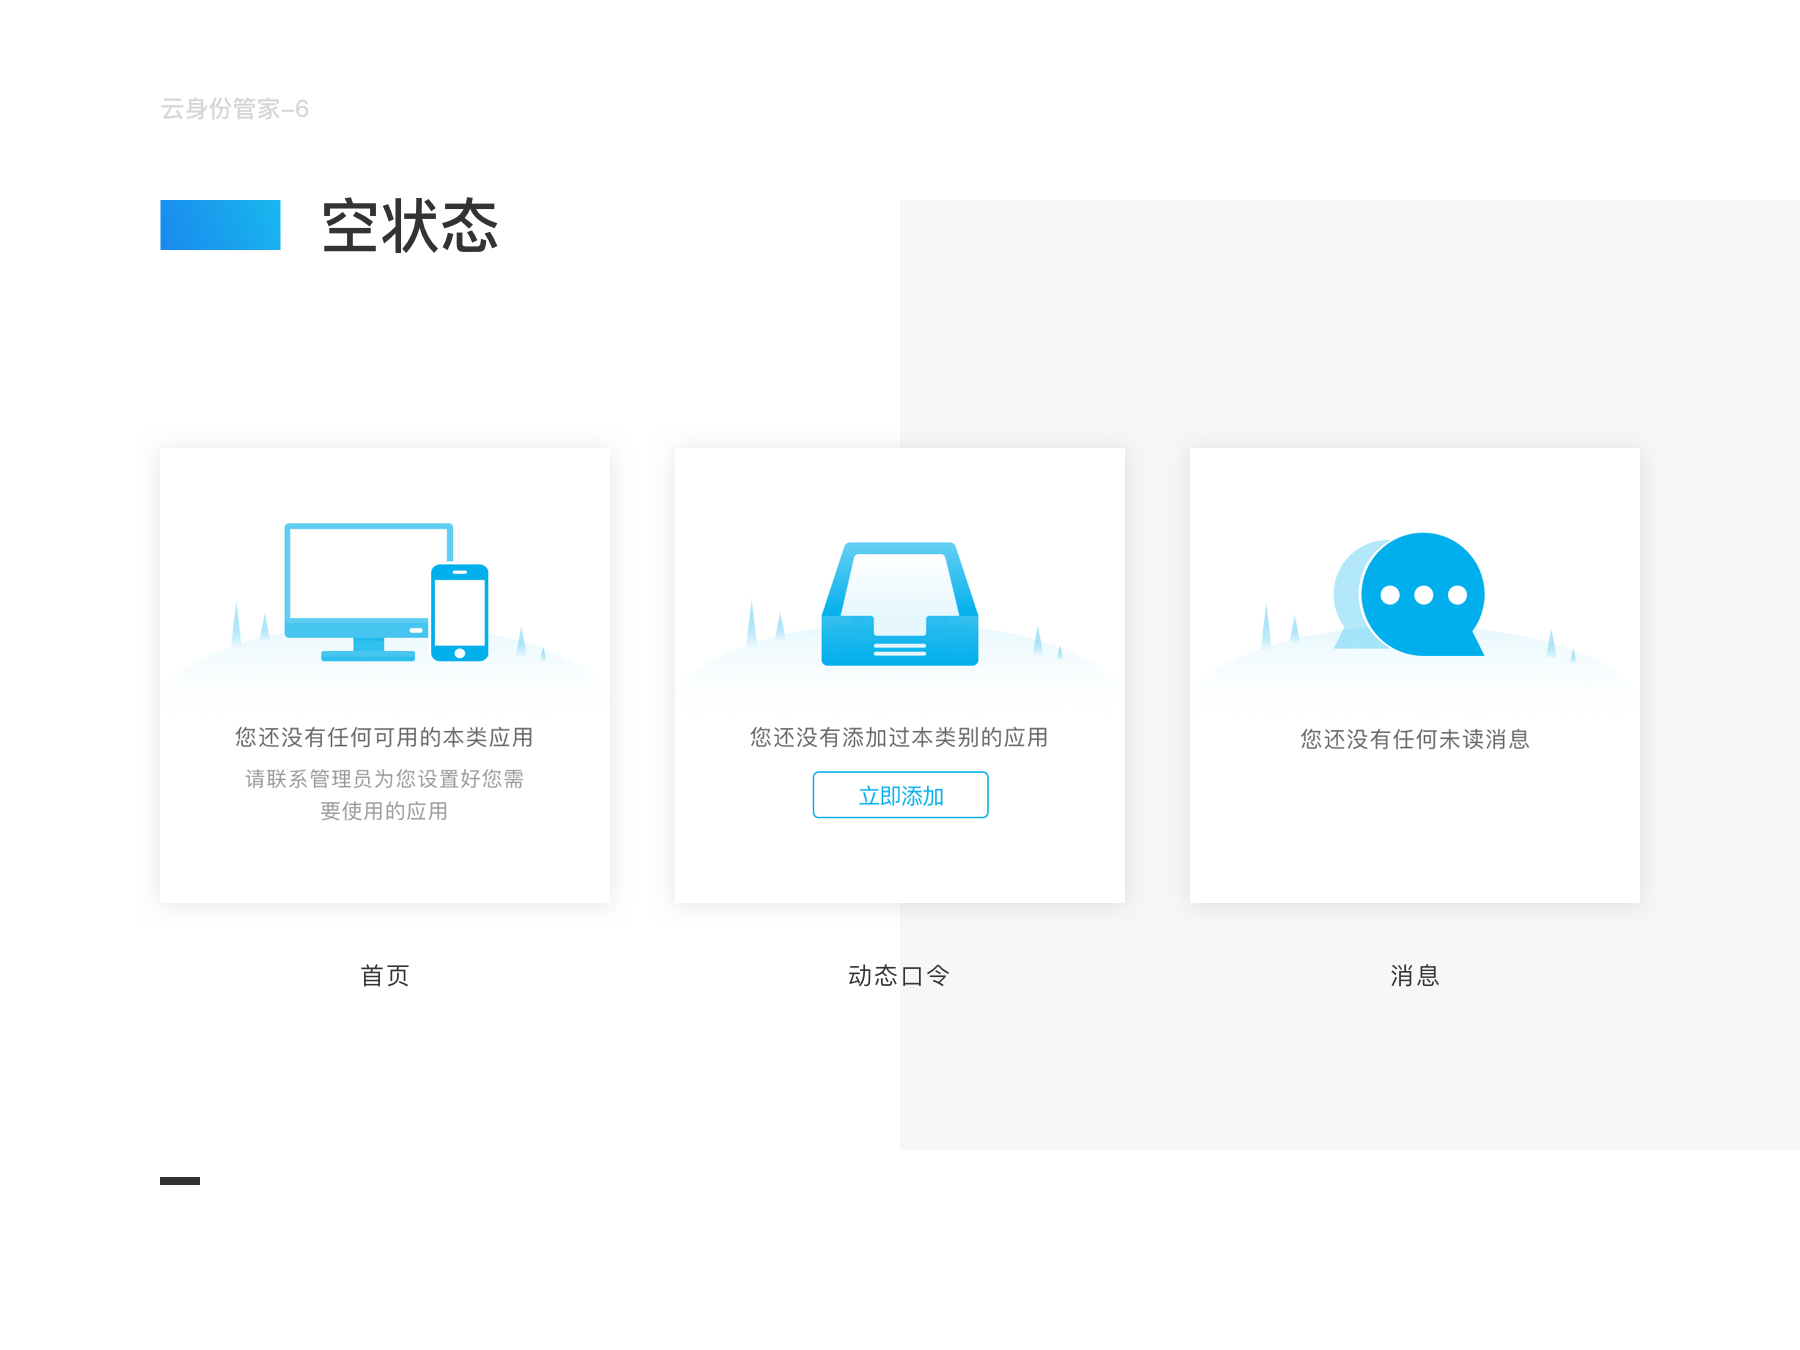 云身份管家–6
空状态
您还没有任何可用的本类应用
请联系管理员为您设置好您需
要使用的应用
您还没有添加过本类别的应用
立即添加
您还没有任何未读消息
首页
动态口令
消息